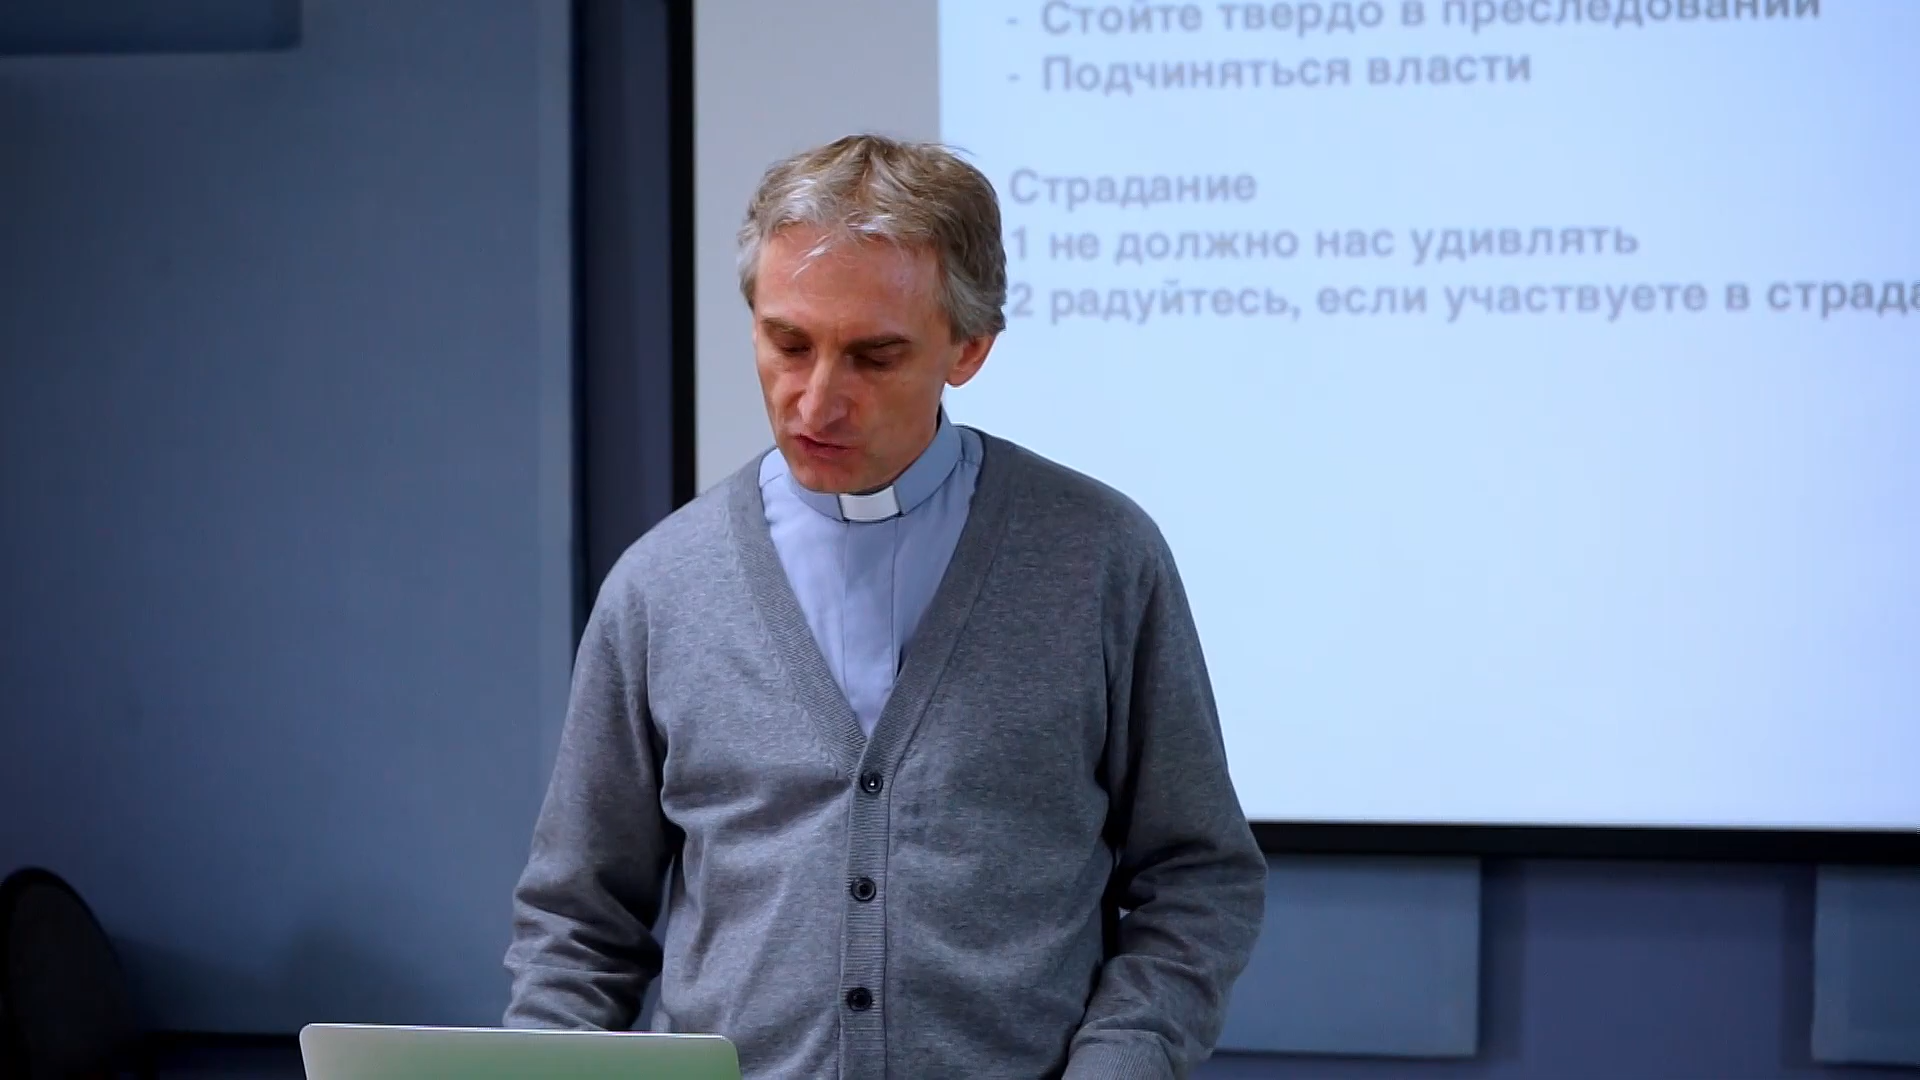 - Стойте твердо в преследовании
- Подчиняться власти
Страдание
1 не должно нас удивлять
2 радуйтесь, если участвуете в страда